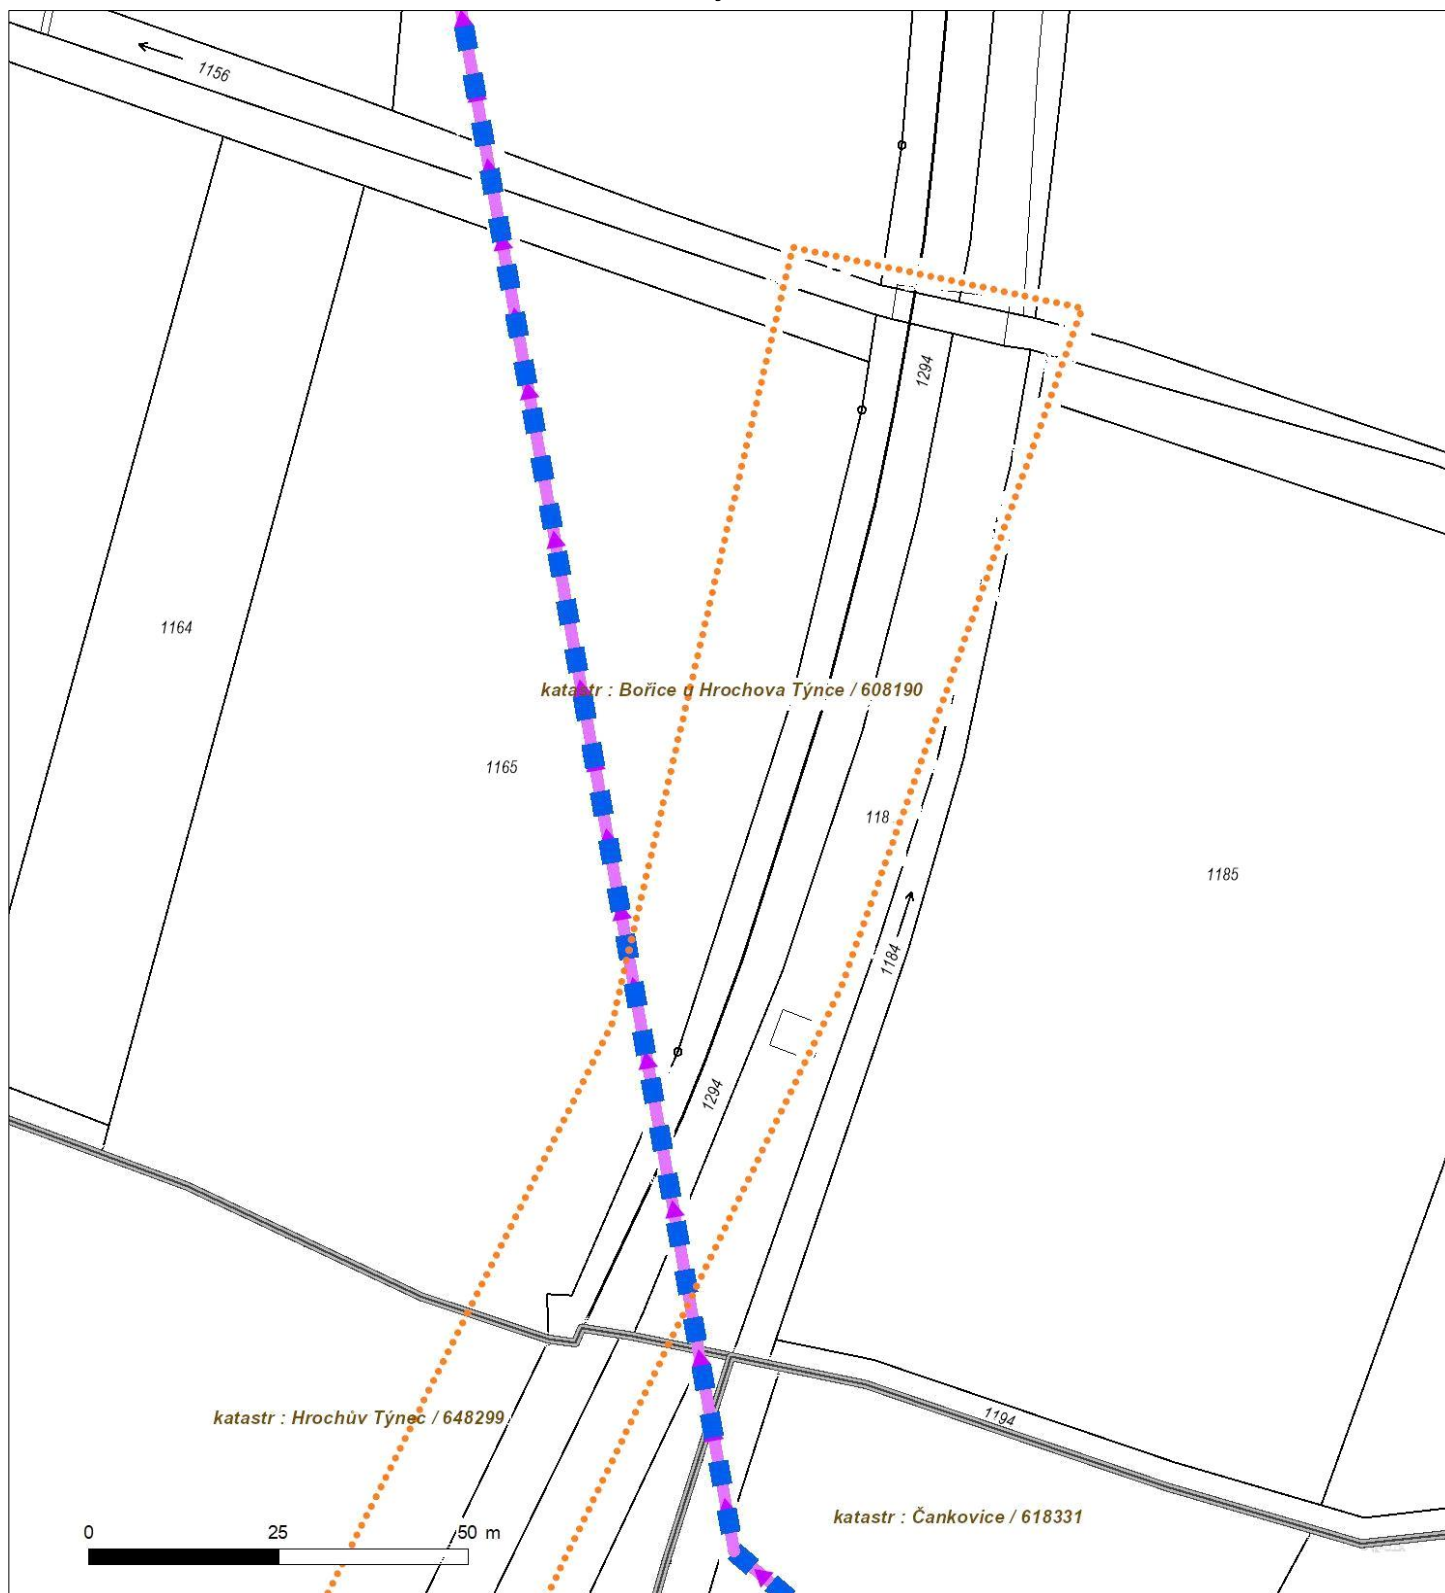 1156
1294
1164
katastr : Bořice u Hrochova Týnce / 608190
1165
118
1185
1184
1294
katastr : Hrochův Týnec / 648299
1194
katastr : Čankovice / 618331
0 25 50 m